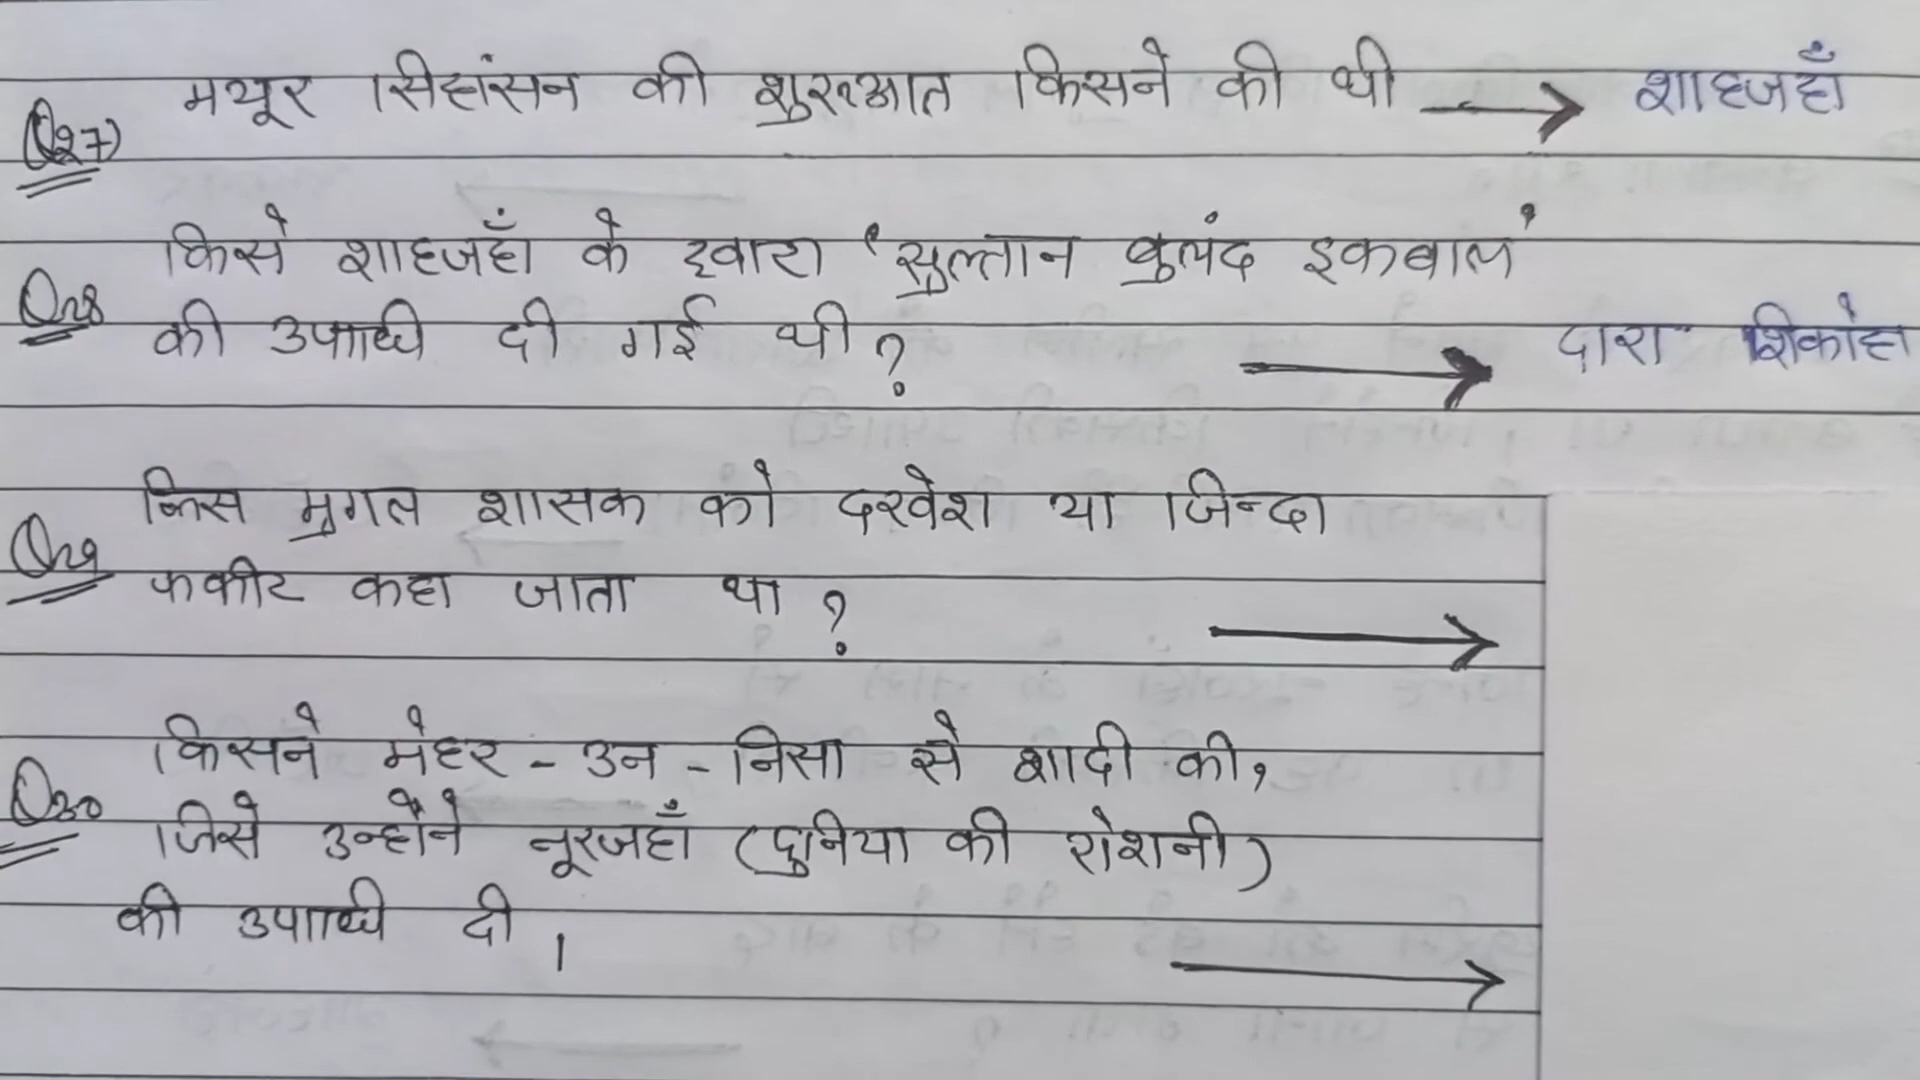 Q27) मयूर सिहांसन की शुरुआत किसने की थी → शाहजहाँ
Q28 किसे शाहजहाँ के द्वारा 'सुल्तान बुलंद इकबाल'
की उपाधि दी गई थी? → दारा शिकोह
Q29 किस मुगल शासक को दरवेश या जिन्दा
फकीर कहा जाता था? →
Q30 किसने मेहर - उन - निसा से शादी की,
जिसे उन्होंने नूरजहाँ (दुनिया की रोशनी)
की उपाधि दी। →